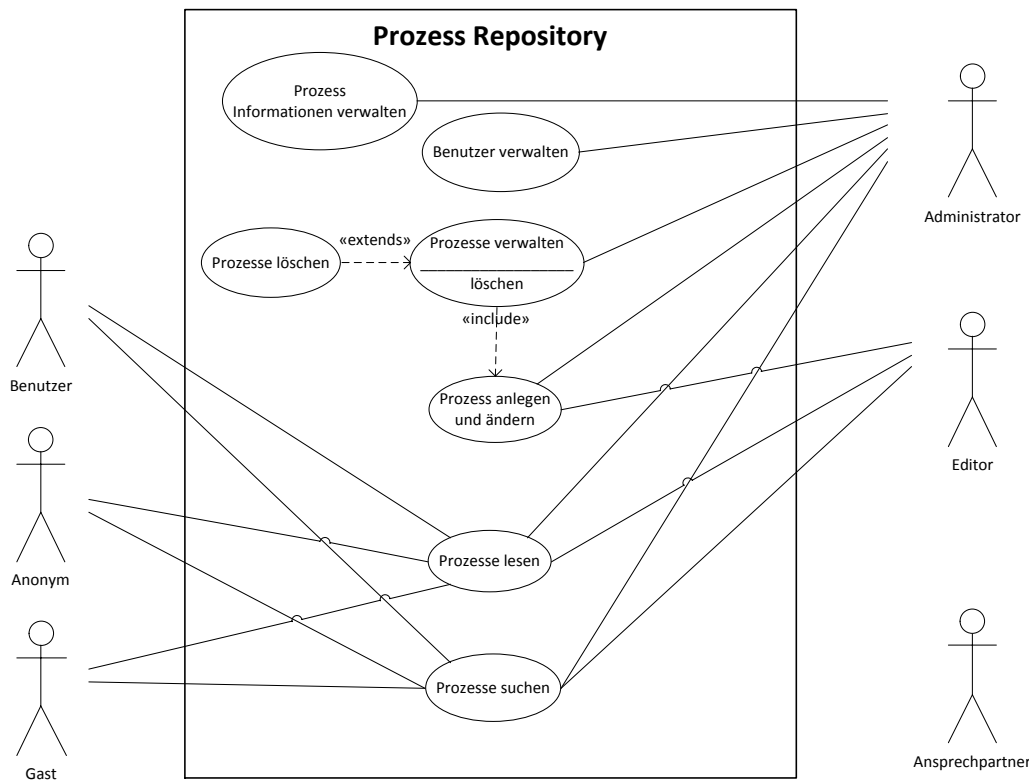 Prozess Repository
Prozess
Informationen verwalten
Benutzer verwalten
Administrator
«extends»
Prozesse verwalten
Prozesse löschen
löschen
«include»
Benutzer
Prozess anlegen
und ändern
Editor
Anonym
Prozesse lesen
Prozesse suchen
Gast
Ansprechpartner